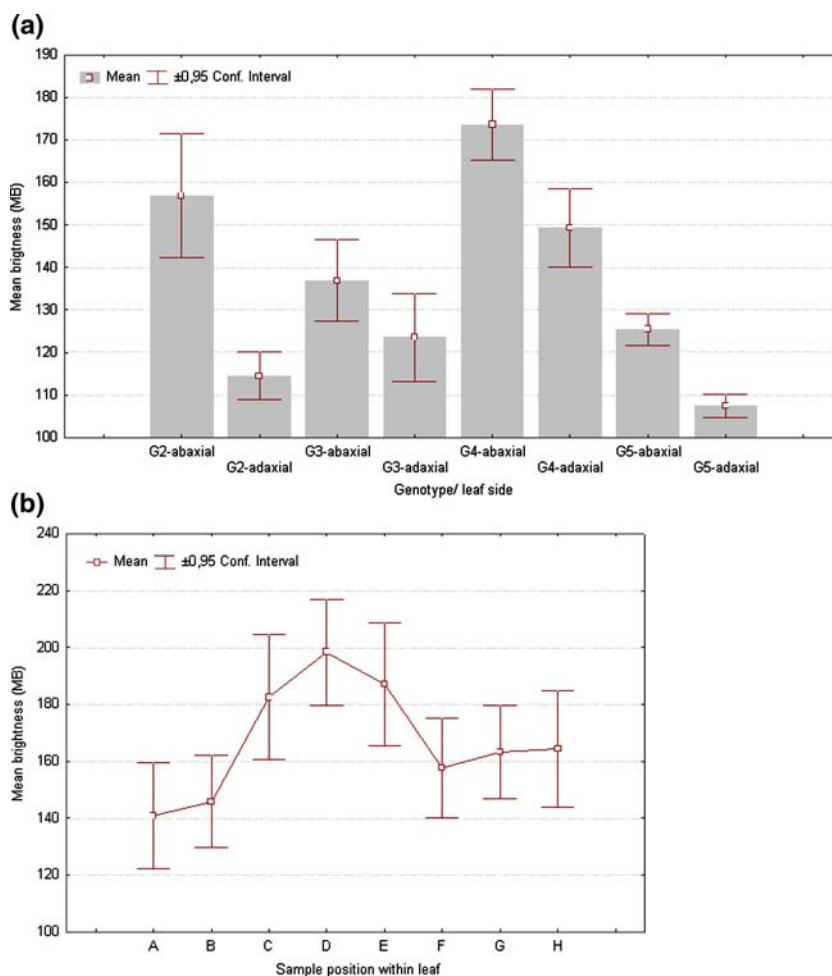 (a)
190
Mean ±0,95 Conf. Interval
180
170
160
150
140
130
120
110
100
Mean brigtness (MB)
G2-abaxial G3-abaxial G4-abaxial G5-abaxial
G2-adaxial G3-adaxial G4-adaxial G5-adaxial
Genotype/ leaf side
(b)
240
Mean ±0,95 Conf. Interval
220
200
180
160
140
120
100
Mean brightness (MB)
A B C D E F G H
Sample position within leaf